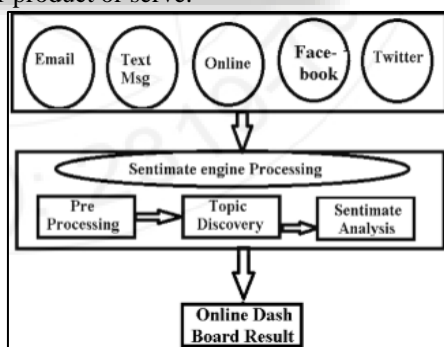 product or serve.
Email Text Msg Online Face- book Twitter
Sentimate engine Processing
Pre Processing
Topic Discovery
Sentimate Analysis
Online Dash
Board Result